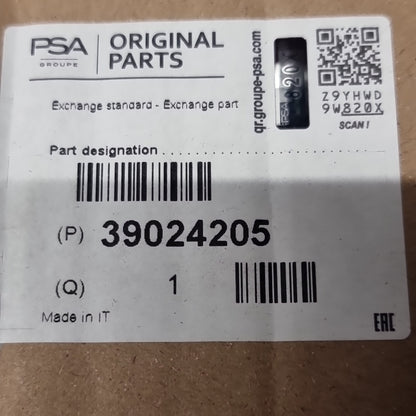 PSA
GROUPE
ORIGINAL
PARTS
Exchange standard - Exchange part
qr.groupe-psa.com
PSA
Z9YHWD
9W820X
SCAN !
Part designation
(P) 39024205
(Q) 1
Made in IT
EAC